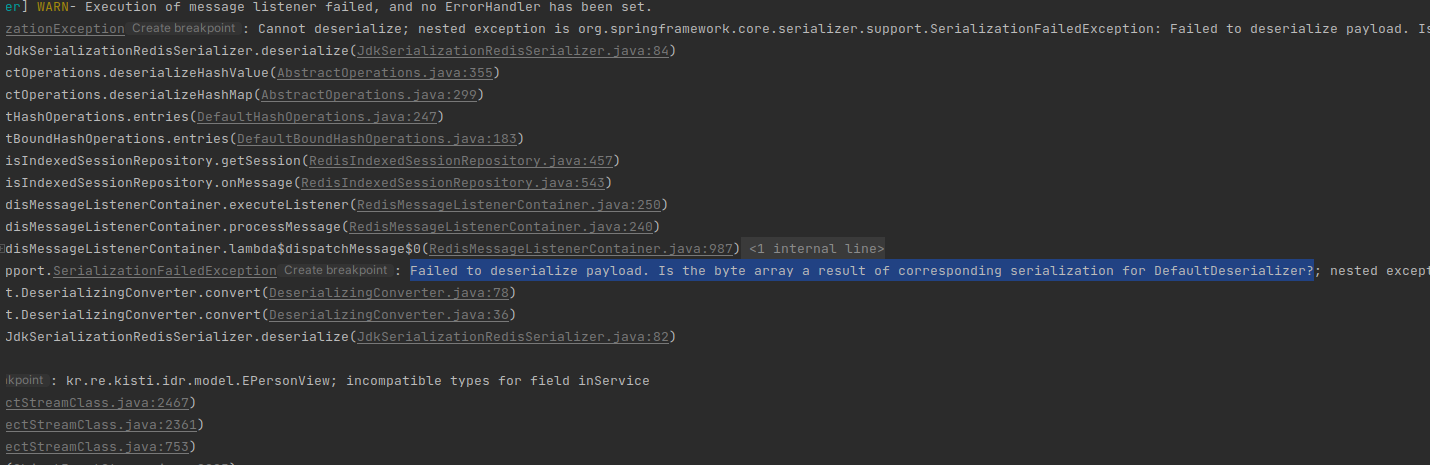 er] WARN- Execution of message listener failed, and no ErrorHandler has been set.
zationException Create breakpoint : Cannot deserialize; nested exception is org.springframework.core.serializer.support.SerializationFailedException: Failed to deserialize payload. Is
JdkSerializationRedisSerializer.deserialize(JdkSerializationRedisSerializer.java:84)
ctOperations.deserializeHashValue(AbstractOperations.java:355)
ctOperations.deserializeHashMap(AbstractOperations.java:299)
tHashOperations.entries(DefaultHashOperations.java:247)
tBoundHashOperations.entries(DefaultBoundHashOperations.java:183)
isIndexedSessionRepository.getSession(RedisIndexedSessionRepository.java:457)
isIndexedSessionRepository.onMessage(RedisIndexedSessionRepository.java:543)
disMessageListenerContainer.executeListener(RedisMessageListenerContainer.java:250)
disMessageListenerContainer.processMessage(RedisMessageListenerContainer.java:240)
disMessageListenerContainer.lambda$dispatchMessage$0(RedisMessageListenerContainer.java:987) <1 internal line>
pport.SerializationFailedException Create breakpoint : Failed to deserialize payload. Is the byte array a result of corresponding serialization for DefaultDeserializer?; nested except
t.DeserializingConverter.convert(DeserializingConverter.java:78)
t.DeserializingConverter.convert(DeserializingConverter.java:36)
JdkSerializationRedisSerializer.deserialize(JdkSerializationRedisSerializer.java:82)
akpoint : kr.re.kisti.idr.model.EPersonView; incompatible types for field inService
ctStreamClass.java:2467)
ectStreamClass.java:2361)
ectStreamClass.java:753)